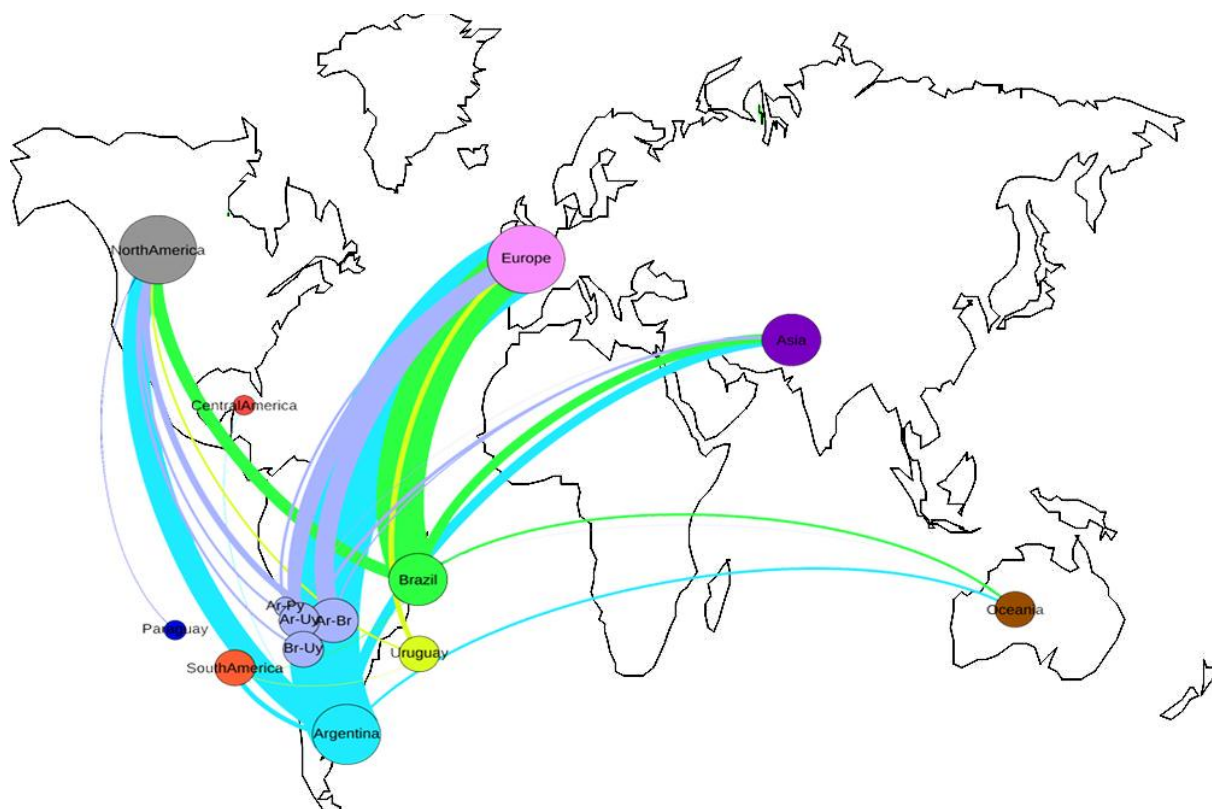 NorthAmerica
Europe
Asia
CentralAmerica
Brazil
Ar-Py
Oceania
Ar-Uy
Ar-Br
Paraguay
Br-Uy
Uruguay
SouthAmerica
Argentina